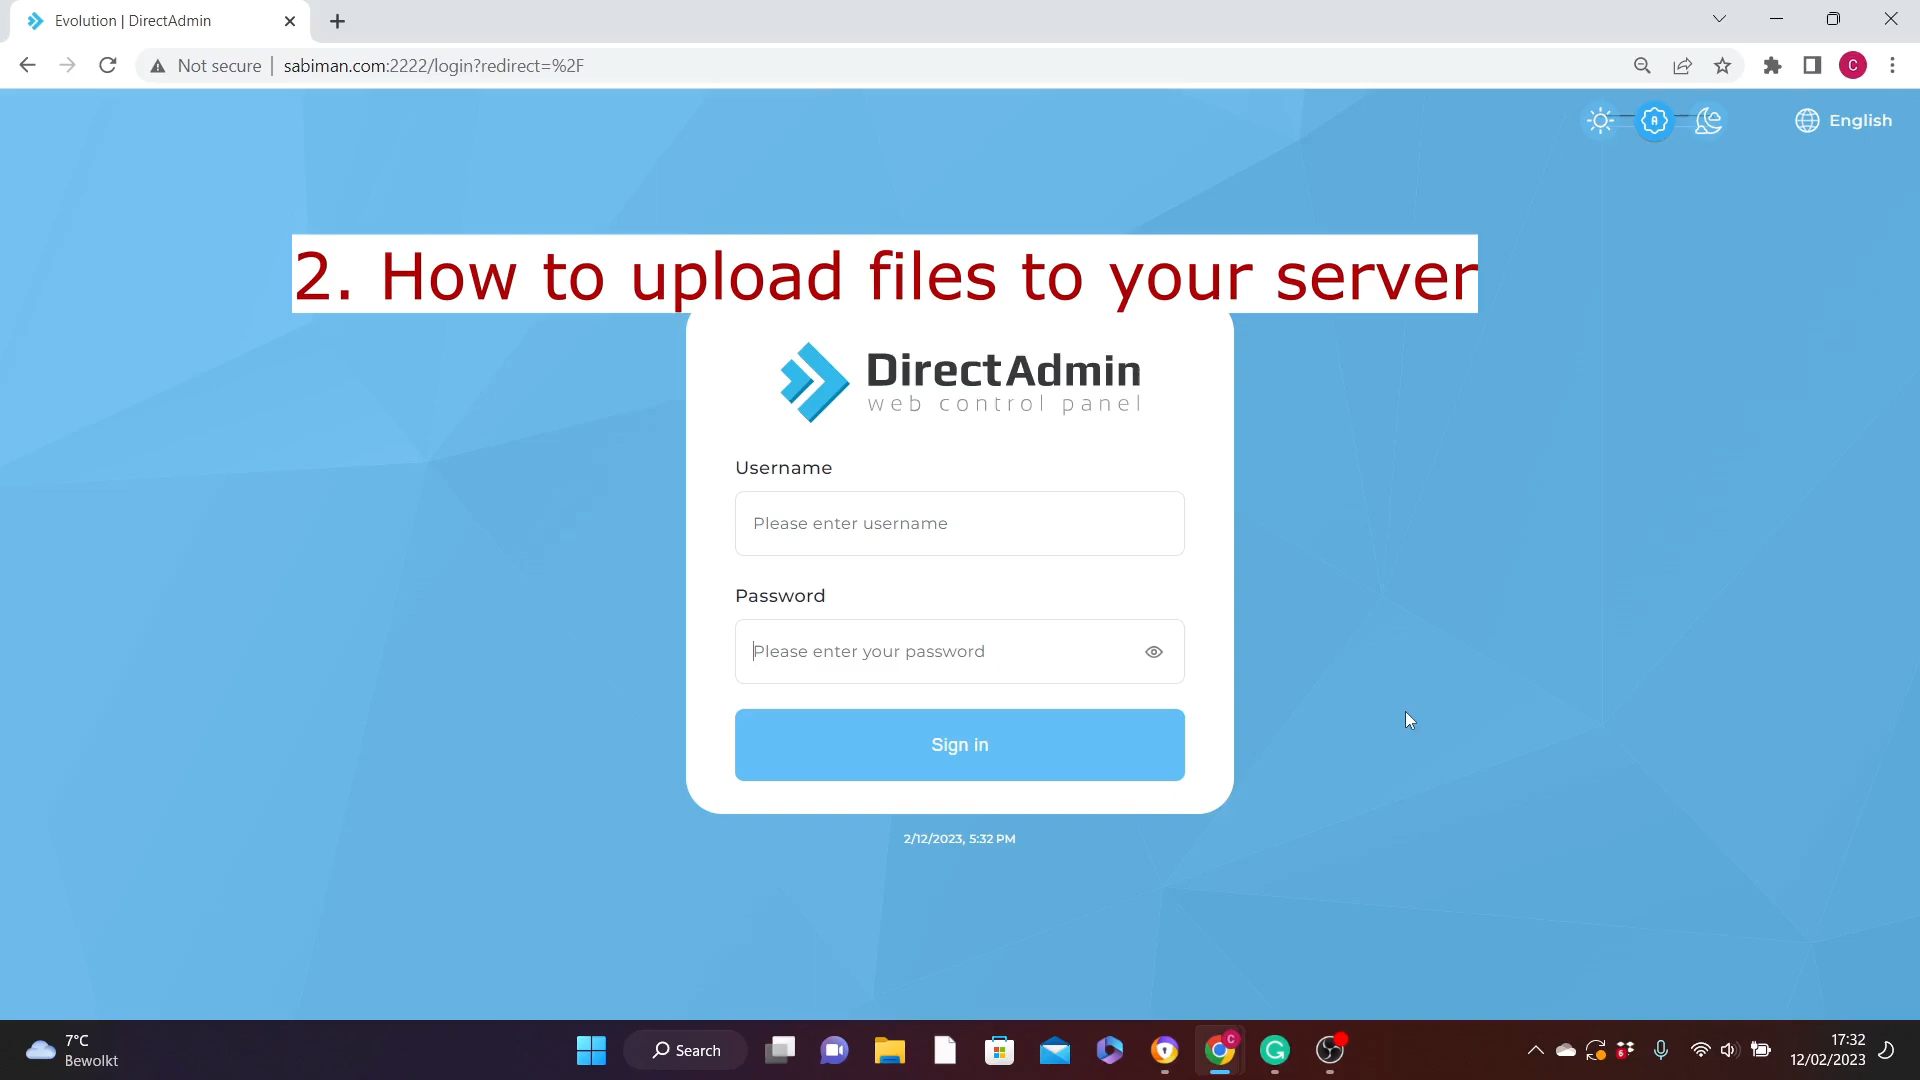 Evolution | DirectAdmin
Not secure | sabiman.com:2222/login?redirect=%2F
C
A
English
2. How to upload files to your server
DirectAdmin
web control panel
Username
Please enter username
Password
Please enter your password
Sign in
2/12/2023, 5:32 PM
7°C
Bewolkt
Search
C
6
17:32
12/02/2023